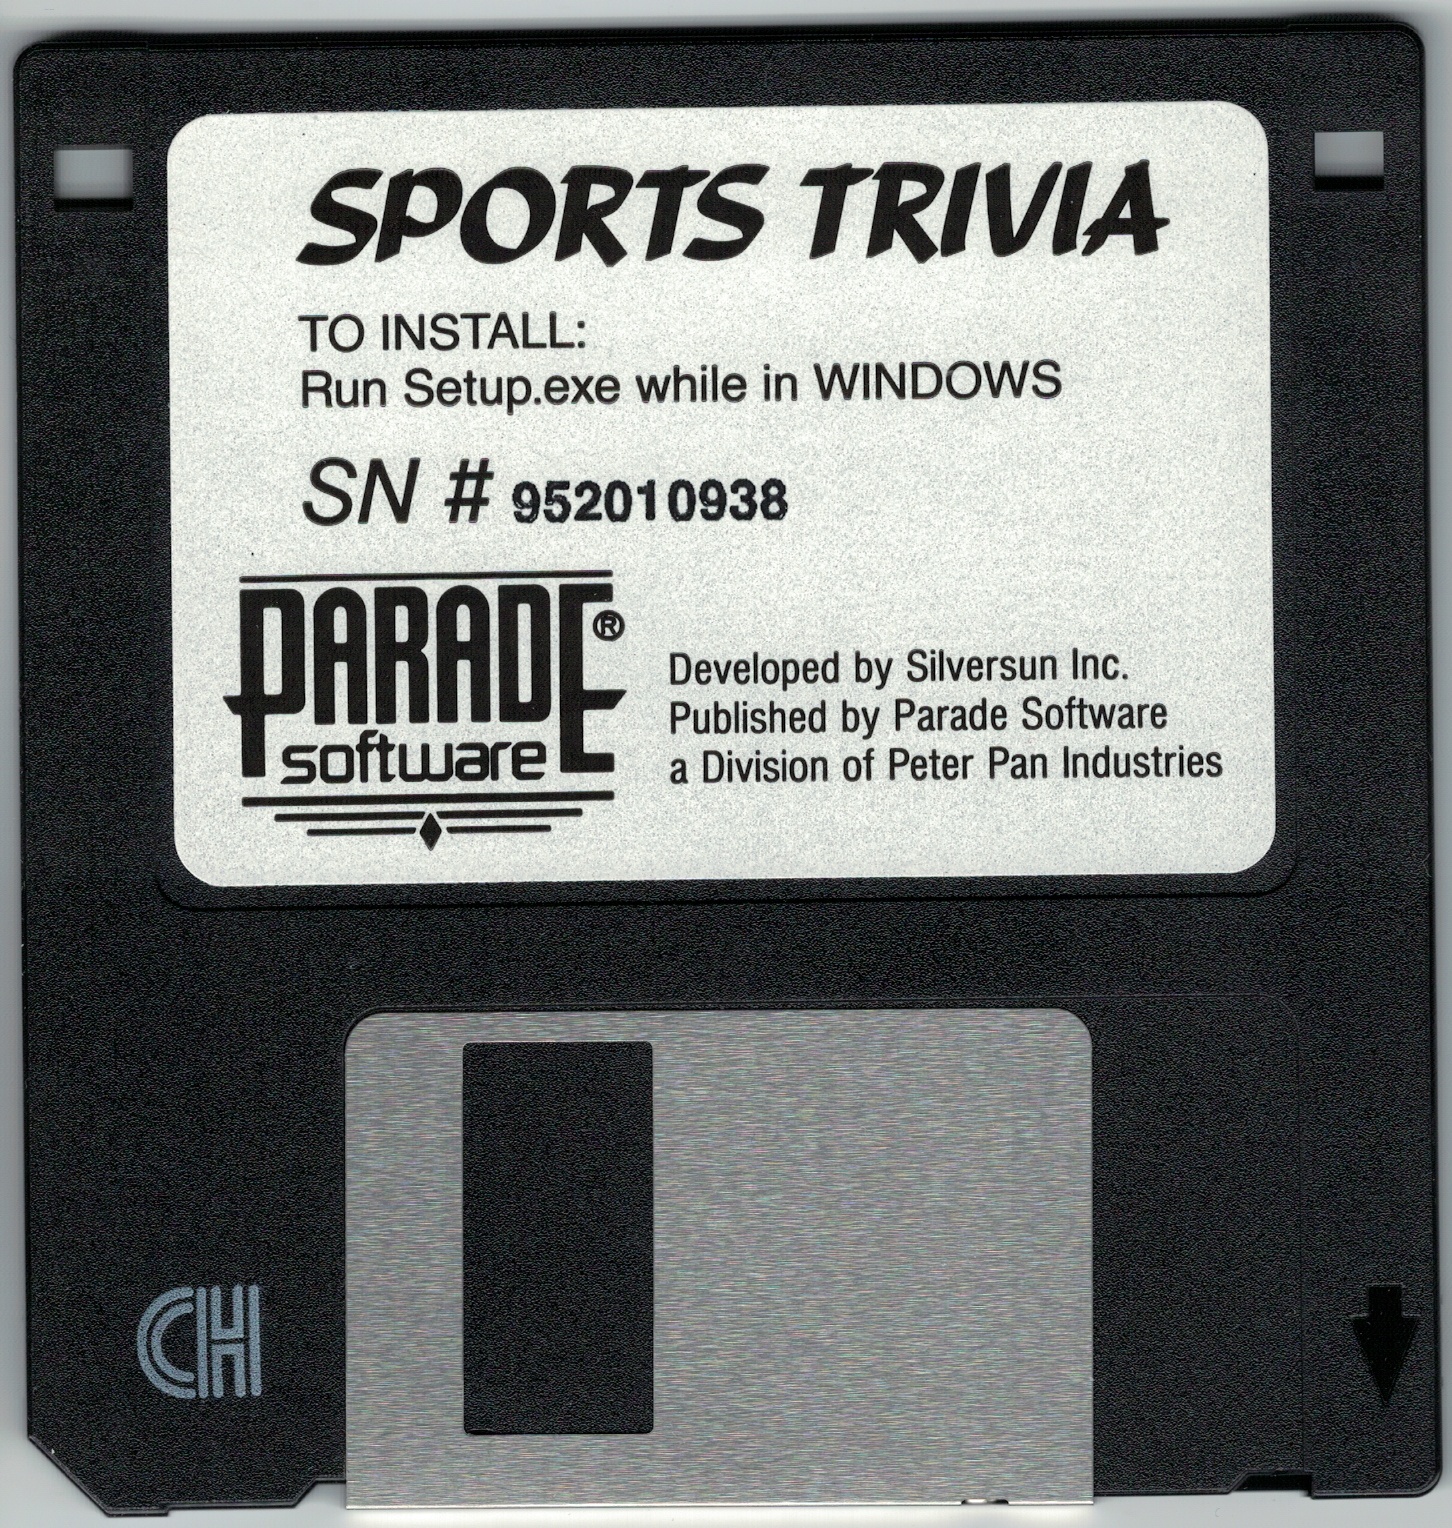 SPORTS TRIVIA
TO INSTALL:
Run Setup.exe while in WINDOWS
SN # 952010938
PARADE®
software
Developed by Silversun Inc.
Published by Parade Software
a Division of Peter Pan Industries
CH